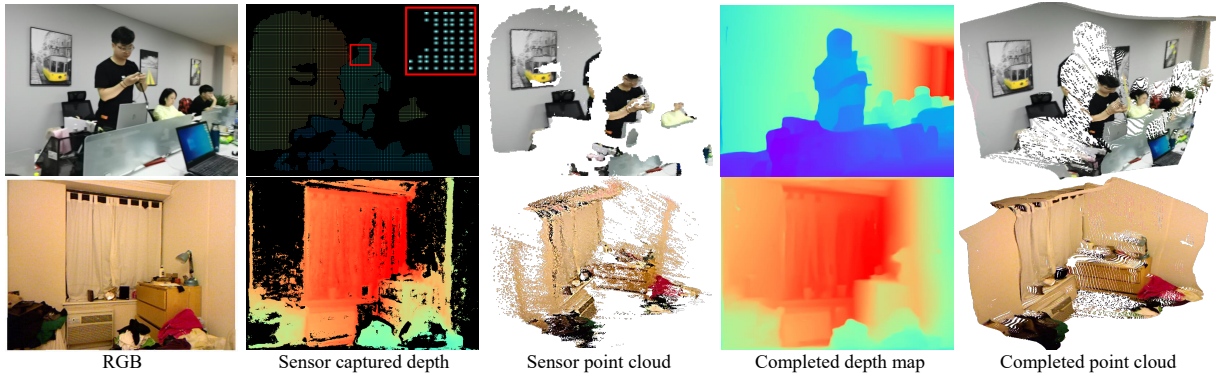 RGB
Sensor captured depth
Sensor point cloud
Completed depth map
Completed point cloud